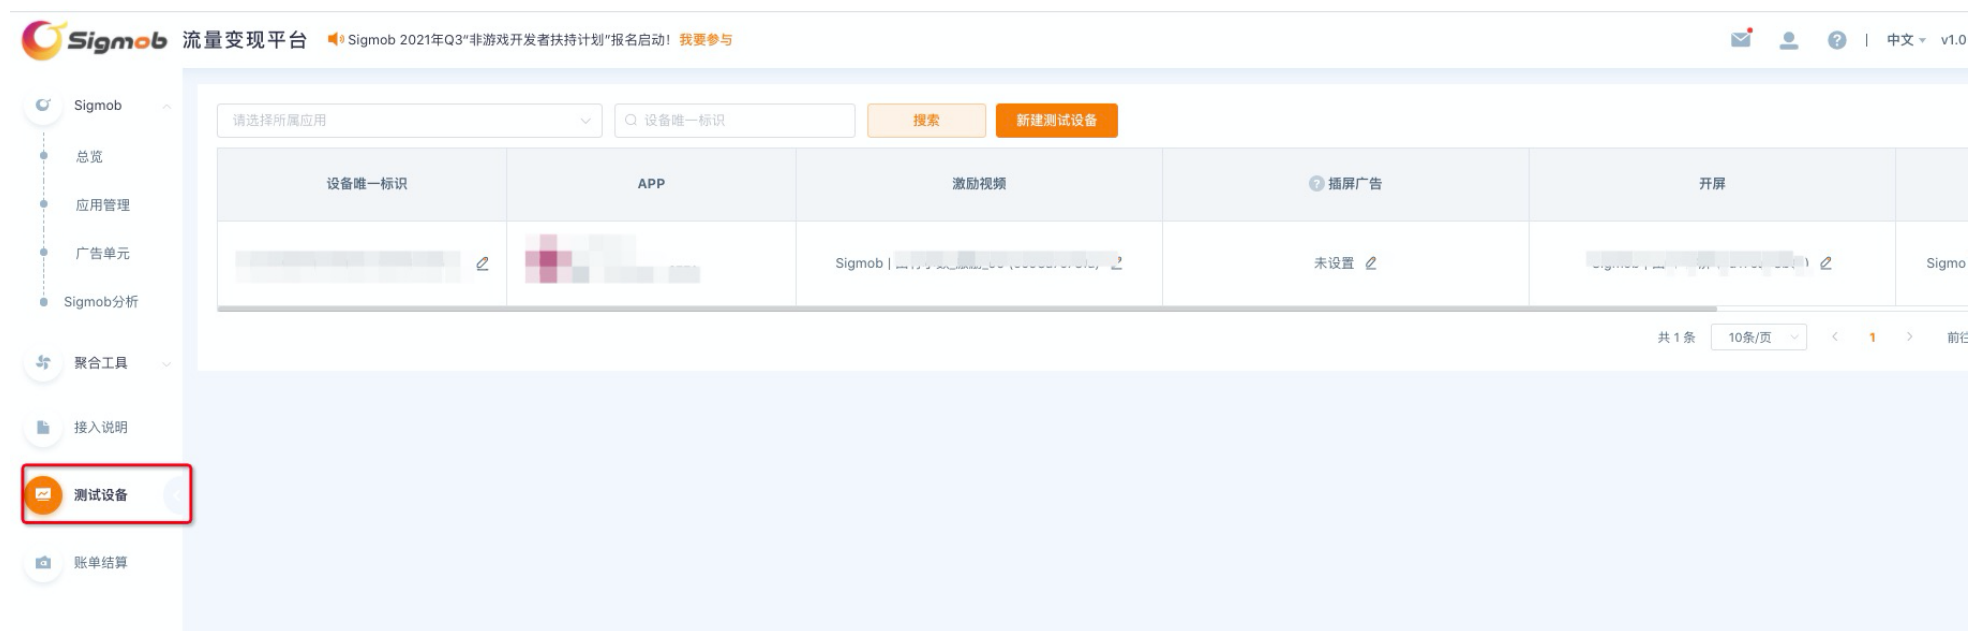 Sigmob 流量变现平台 Sigmob 2021年Q3“非游戏开发者扶持计划”报名启动! 我要参与 | 中文 v1.0
Sigmob
总览
应用管理
广告单元
Sigmob分析
聚合工具
接入说明
测试设备
账单结算
请选择所属应用 设备唯一标识 搜索 新建测试设备
设备唯一标识 APP 激励视频 插屏广告 开屏
Sigmob | 未设置 Sigmo
共 1 条 10条/页 1 前往